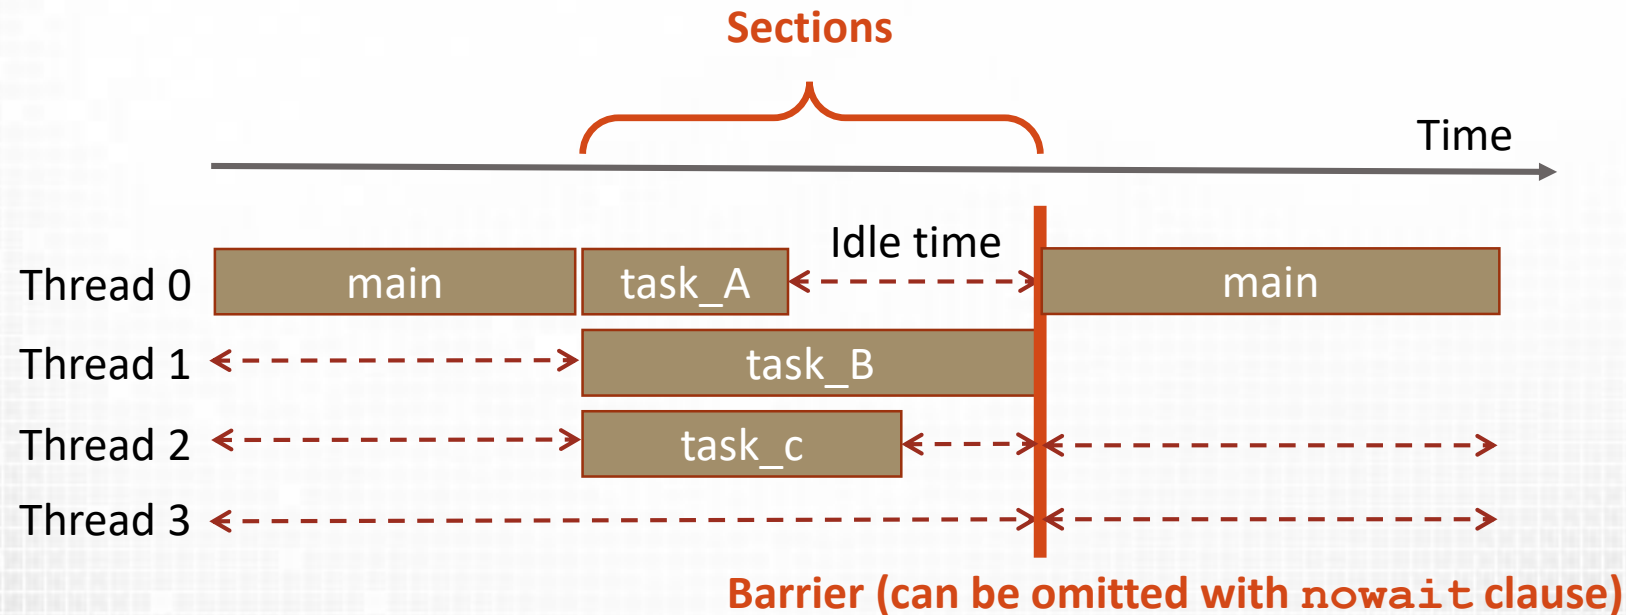 Sections
Time
Idle time
Thread 0 main task_A main
Thread 1 task_B
Thread 2 task_c
Thread 3
Barrier (can be omitted with nowait clause)